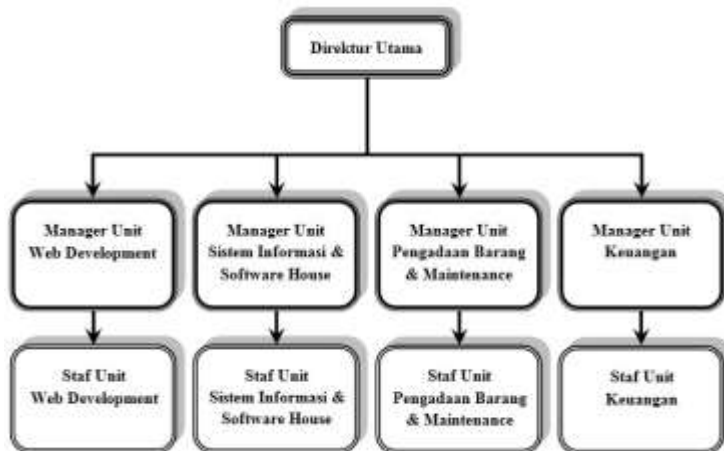 Direktur Utama
Manager Unit
Web Development
Manager Unit
Sistem Informasi &
Software House
Manager Unit
Pengadaan Barang
& Maintenance
Manager Unit
Keuangan
Staf Unit
Web Development
Staf Unit
Sistem Informasi &
Software House
Staf Unit
Pengadaan Barang
& Maintenance
Staf Unit
Keuangan